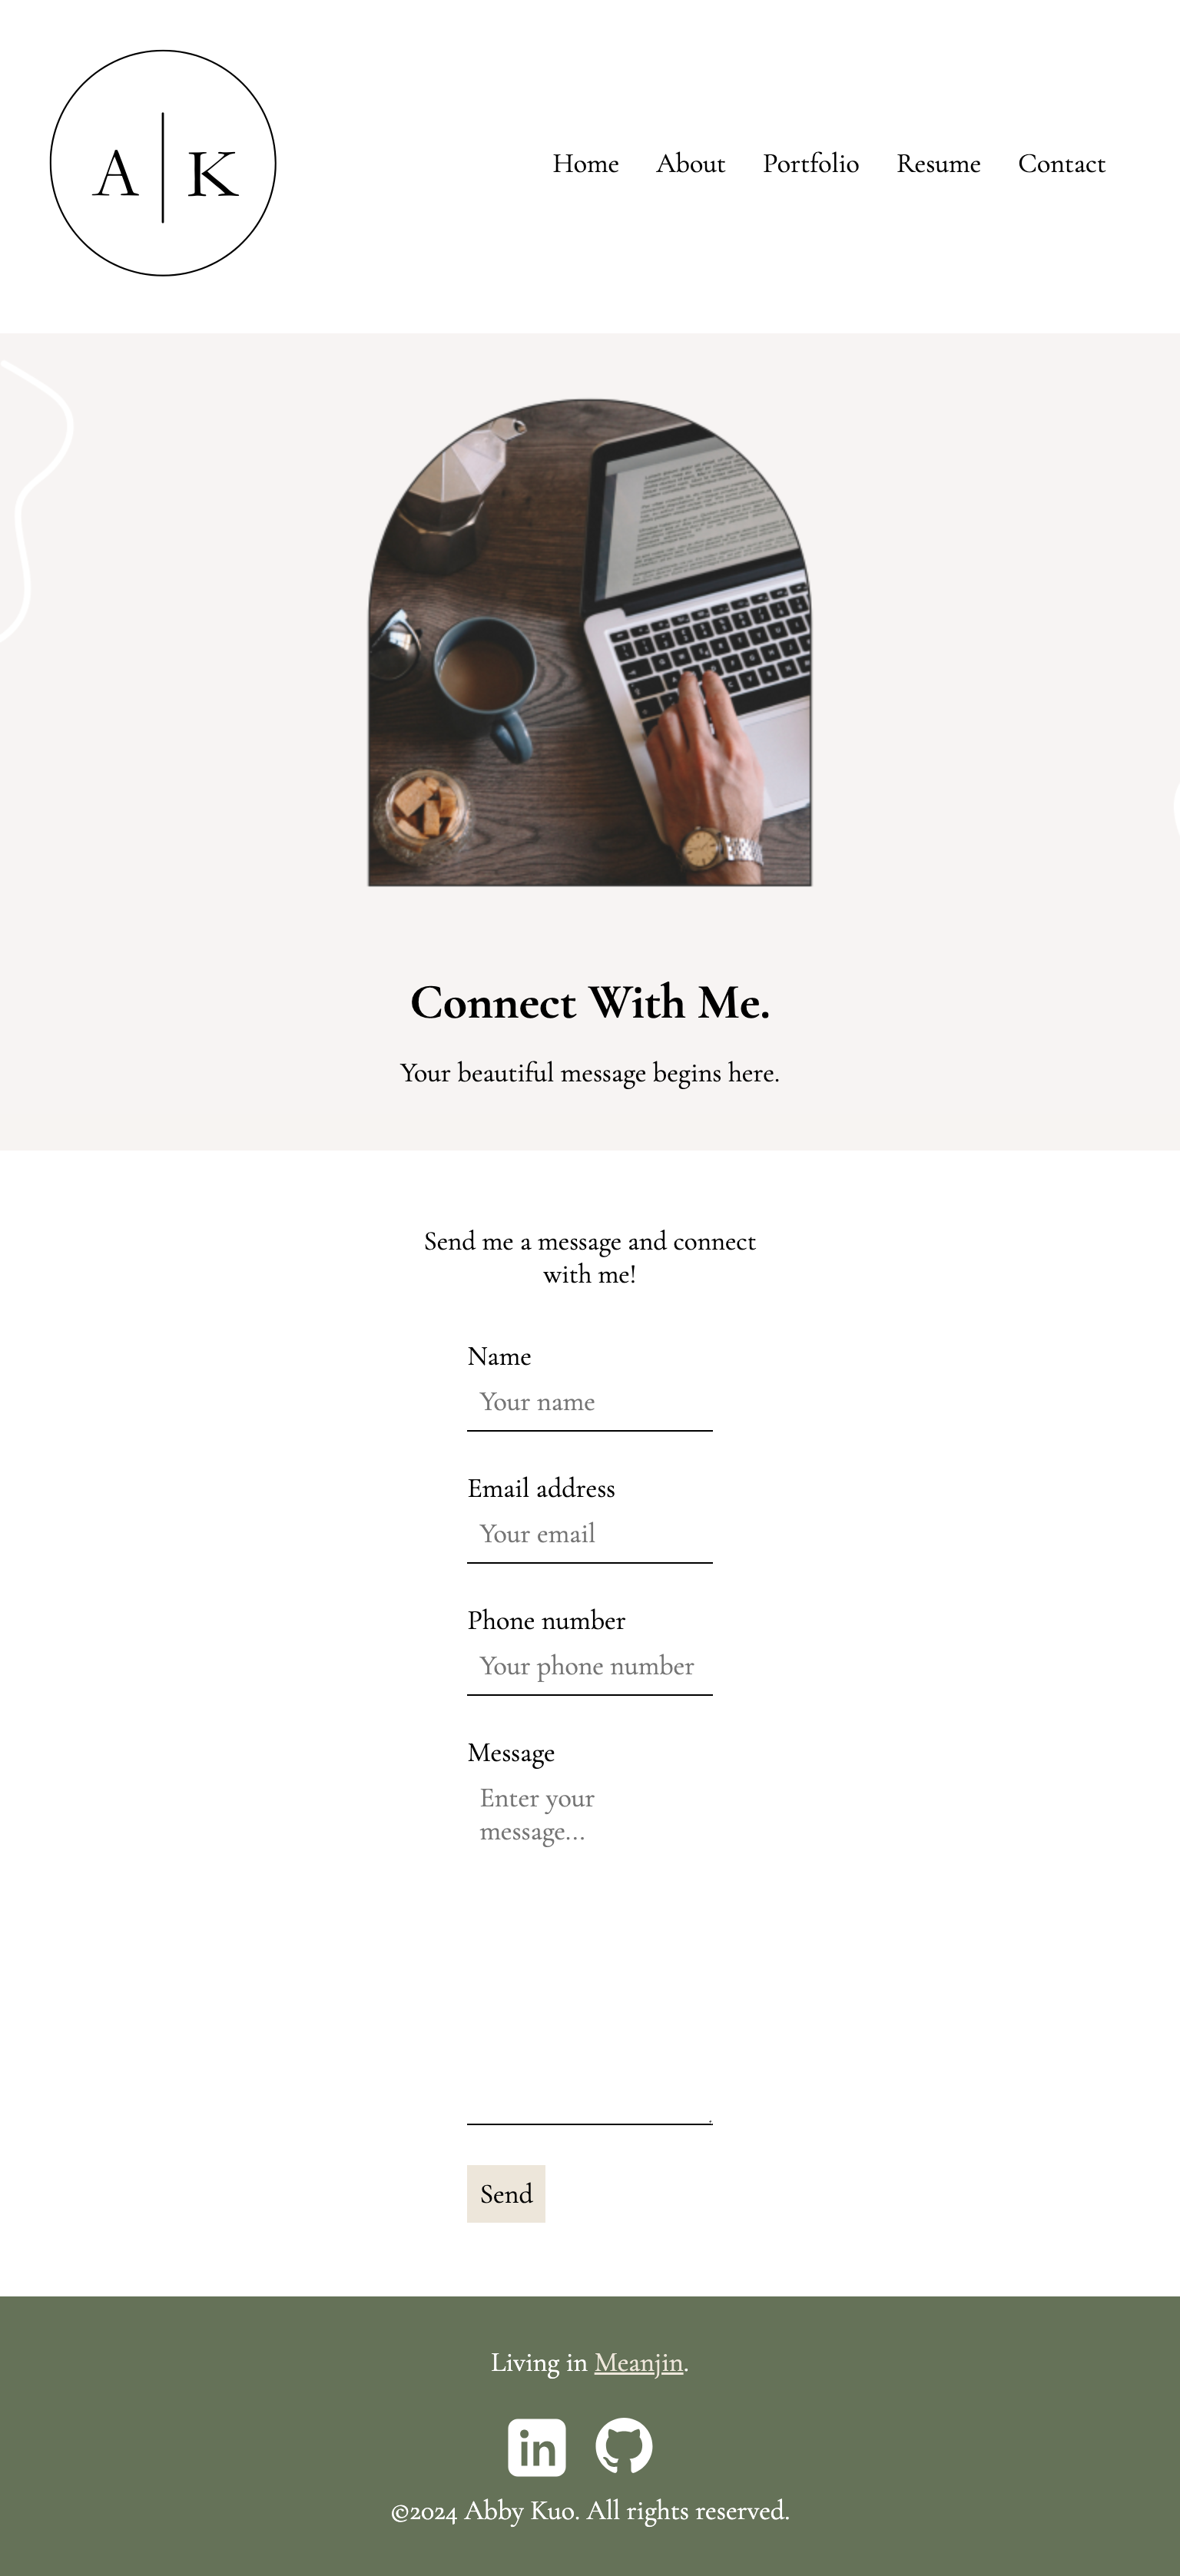 A | K
Home About Portfolio Resume Contact
Connect With Me.
Your beautiful message begins here.
Send me a message and connect
with me!
Name
Your name
Email address
Your email
Phone number
Your phone number
Message
Enter your
message...
Send
Living in Meanjin.
in
©2024 Abby Kuo. All rights reserved.